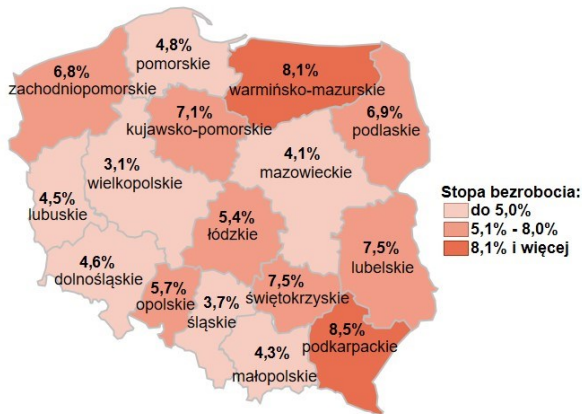 4,8%
pomorskie
6,8%
zachodniopomorskie
8,1%
warmińsko-mazurskie
7,1%
kujawsko-pomorskie
6,9%
podlaskie
3,1%
wielkopolskie
4,1%
mazowieckie
4,5%
lubuskie
5,4%
łódzkie
4,6%
dolnośląskie
5,7%
opolskie
3,7%
śląskie
7,5%
świętokrzyskie
7,5%
lubelskie
4,3%
małopolskie
8,5%
podkarpackie
Stopa bezrobocia:
do 5,0%
5,1% - 8,0%
8,1% i więcej